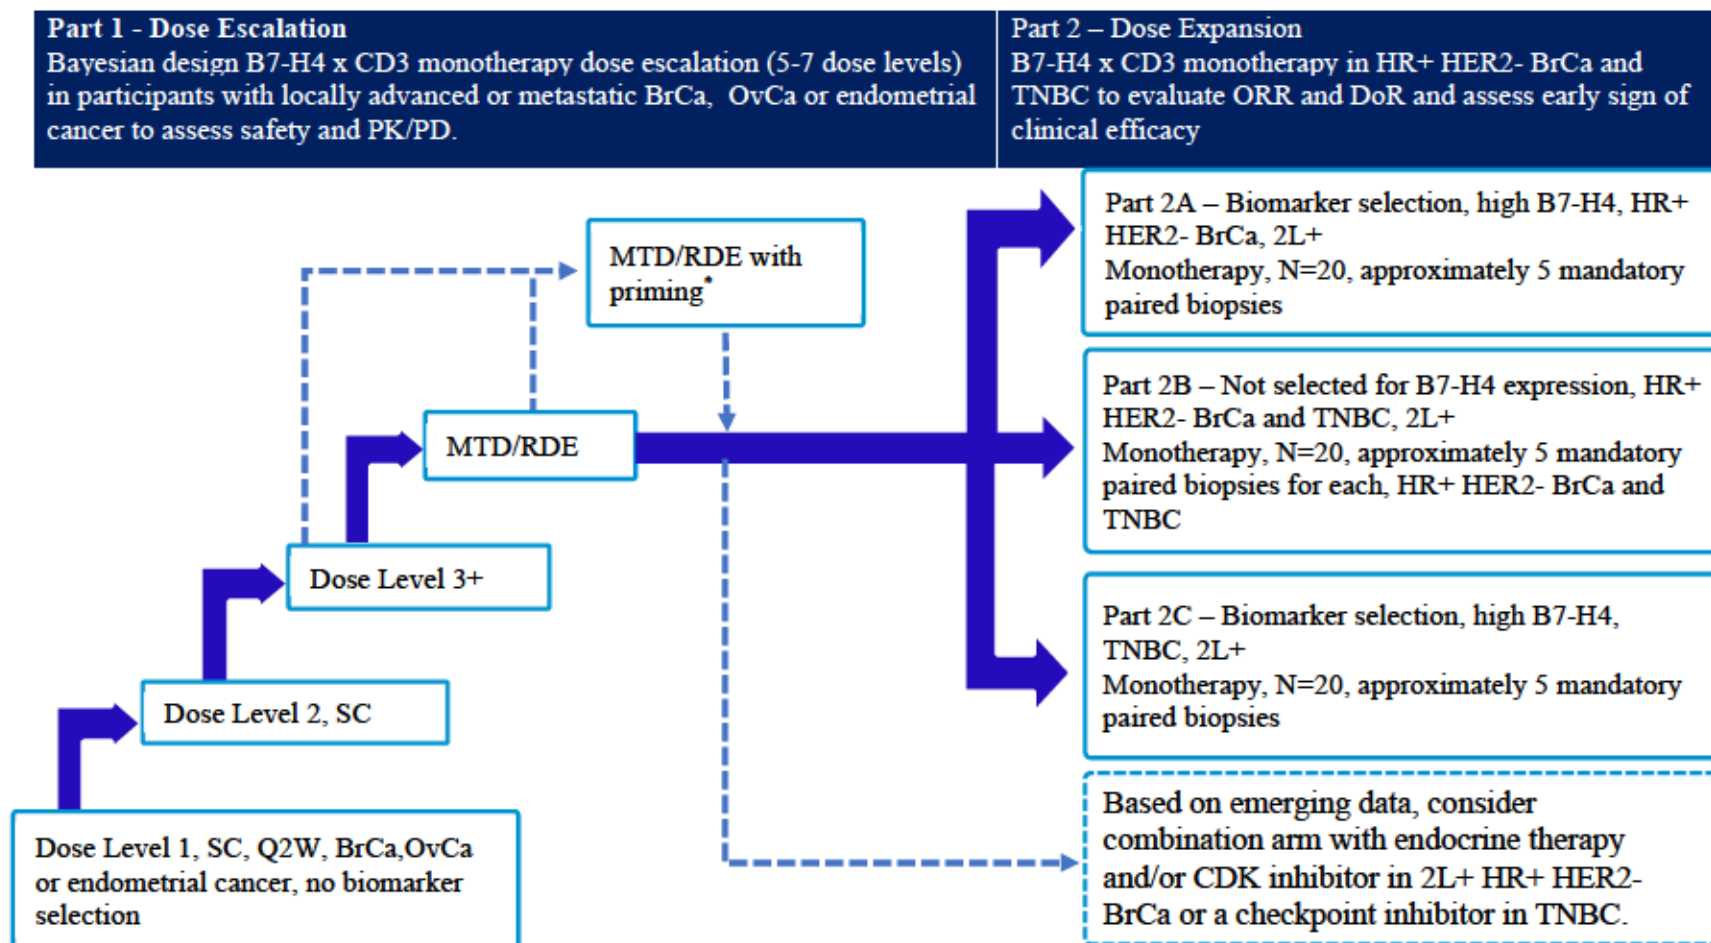 Part 1 - Dose Escalation
Bayesian design B7-H4 x CD3 monotherapy dose escalation (5-7 dose levels)
in participants with locally advanced or metastatic BrCa, OvCa or endometrial
cancer to assess safety and PK/PD.
Part 2 – Dose Expansion
B7-H4 x CD3 monotherapy in HR+ HER2- BrCa and
TNBC to evaluate ORR and DoR and assess early sign of
clinical efficacy
MTD/RDE with
priming*
MTD/RDE
Dose Level 3+
Dose Level 2, SC
Dose Level 1, SC, Q2W, BrCa,OvCa
or endometrial cancer, no biomarker
selection
Part 2A – Biomarker selection, high B7-H4, HR+
HER2- BrCa, 2L+
Monotherapy, N=20, approximately 5 mandatory
paired biopsies
Part 2B – Not selected for B7-H4 expression, HR+
HER2- BrCa and TNBC, 2L+
Monotherapy, N=20, approximately 5 mandatory
paired biopsies for each, HR+ HER2- BrCa and
TNBC
Part 2C – Biomarker selection, high B7-H4,
TNBC, 2L+
Monotherapy, N=20, approximately 5 mandatory
paired biopsies
Based on emerging data, consider
combination arm with endocrine therapy
and/or CDK inhibitor in 2L+ HR+ HER2-
BrCa or a checkpoint inhibitor in TNBC.